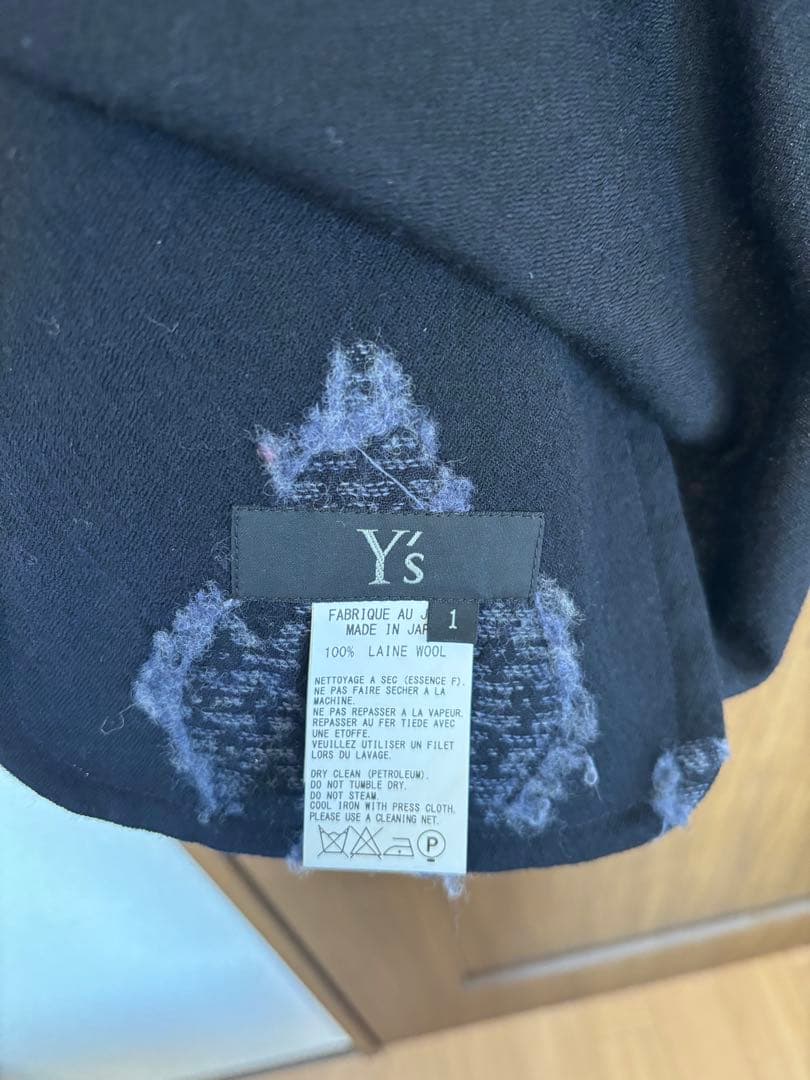 Y's
FABRIQUE AU
1
MADE IN
100% LAINE WOOL
NETTOYAGE A SEC (ESSENCE F).
NE PAS FAIRE SECHER A LA
MACHINE.
NE PAS REPASSER A LA VAPEUR.
REPASSER AU FER TIEDE AVEC
UNE ETOFFE.
VEUILLEZ UTILISER UN FILET
LORS DU LAVAGE.
DRY CLEAN (PETROLEUM).
DO NOT TUMBLE DRY.
DO NOT STEAM.
COOL IRON WITH PRESS CLOTH.
PLEASE USE A CLEANING NET.
P